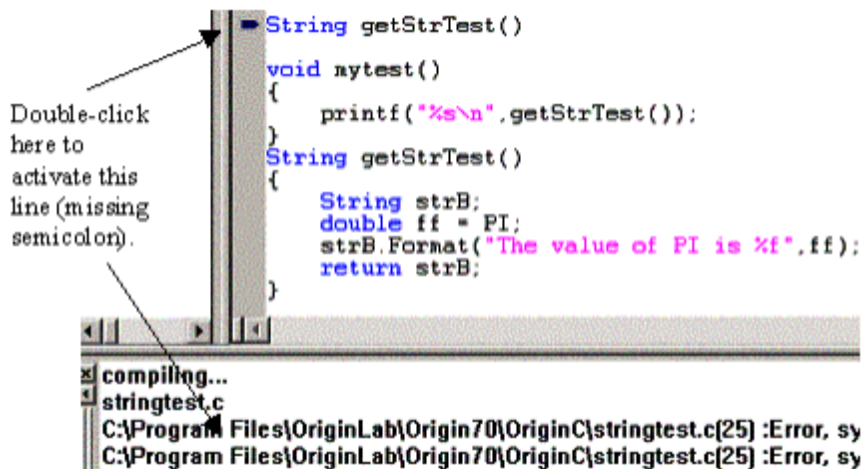 String getStrTest()
void mytest()
{
printf("%s\n",getStrTest());
}
String getStrTest()
{
String strB;
double ff = PI;
strB.Format("The value of PI is %f",ff);
return strB;
}
Double-click
here to
activate this
line (missing
semicolon).
compiling...
stringtest.c
C:\Program Files\OriginLab\Origin70\OriginC\stringtest.c(25) :Error, sy
C:\Program Files\OriginLab\Origin70\OriginC\stringtest.c(25) :Error, sy